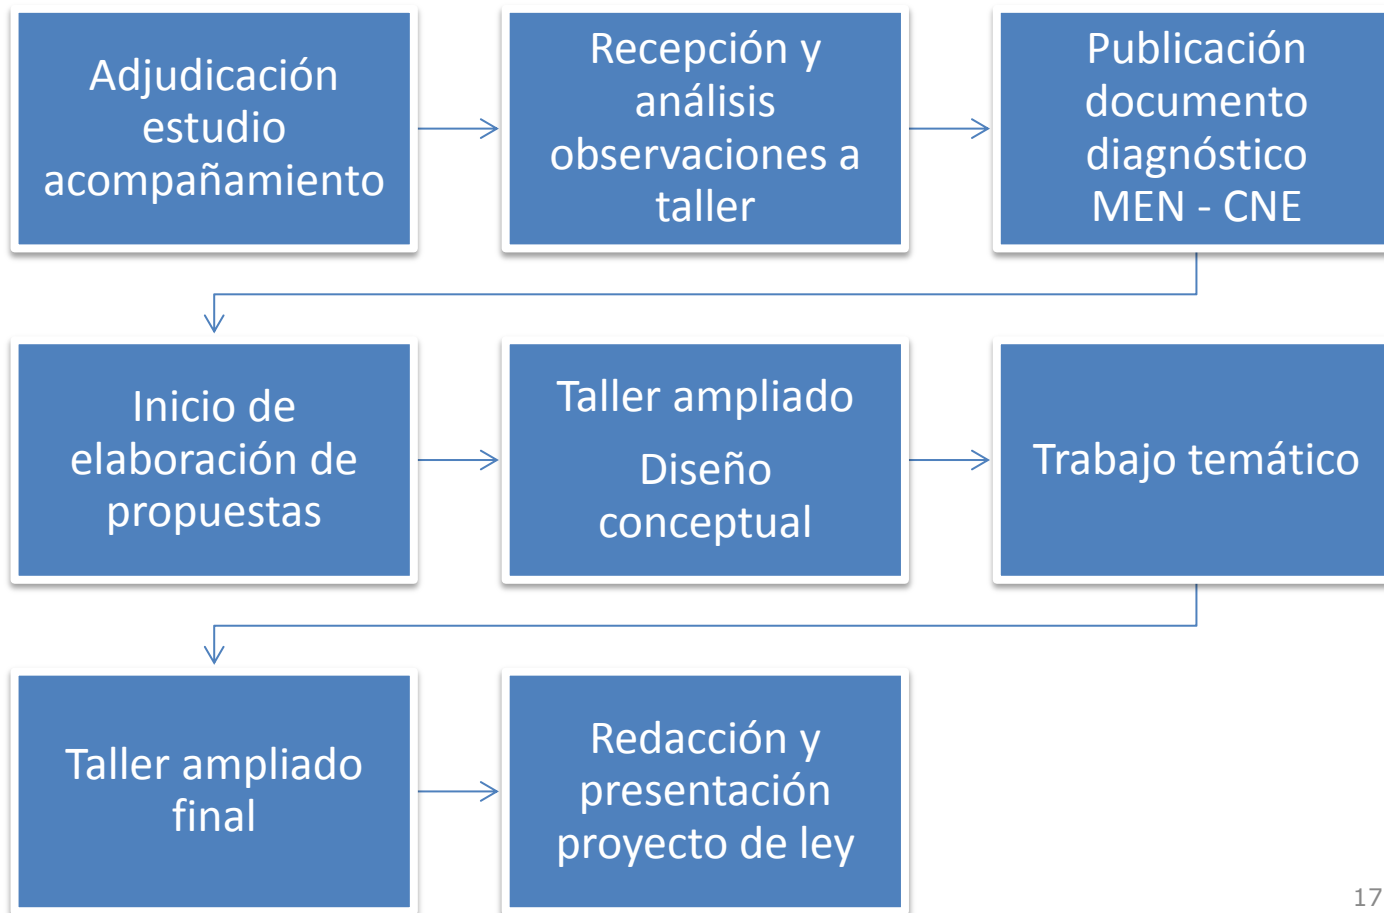 Adjudicación
estudio
acompañamiento
Recepción y
análisis
observaciones a
taller
Publicación
documento
diagnóstico
MEN - CNE
Inicio de
elaboración de
propuestas
Taller ampliado
Diseño
conceptual
Trabajo temático
Taller ampliado
final
Redacción y
presentación
proyecto de ley
17